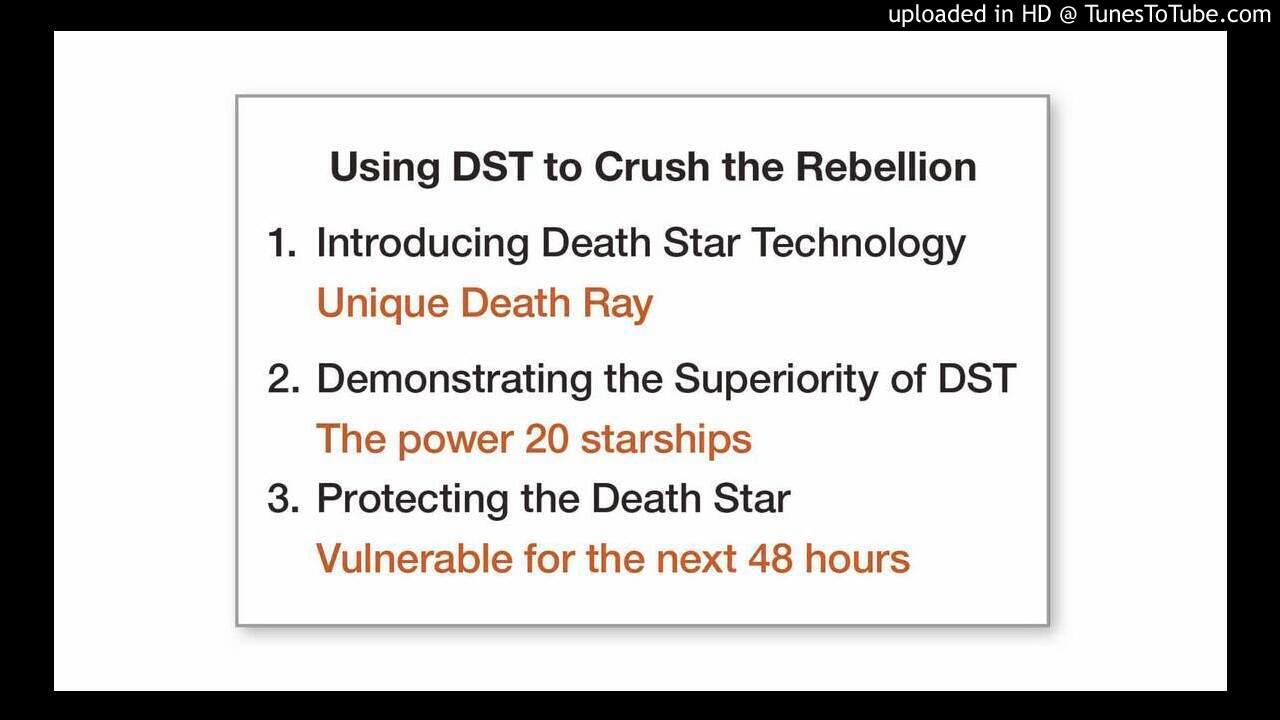 uploaded in HD @ TunesToTube.com
Using DST to Crush the Rebellion
1. Introducing Death Star Technology
Unique Death Ray
2. Demonstrating the Superiority of DST
The power 20 starships
3. Protecting the Death Star
Vulnerable for the next 48 hours